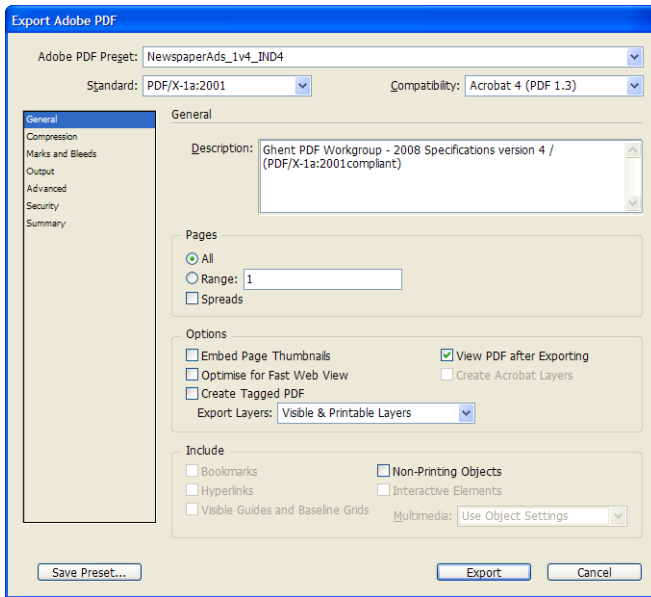 Export Adobe PDF
Adobe PDF Preset: NewspaperAds_1v4_IND4
Standard: PDF/X-1a:2001 Compatibility: Acrobat 4 (PDF 1.3)
General
Compression
Marks and Bleeds
Output
Advanced
Security
Summary
General
Description: Ghent PDF Workgroup - 2008 Specifications version 4 /
(PDF/X-1a:2001compliant)
Pages
All
Range: 1
Spreads
Options
Embed Page Thumbnails View PDF after Exporting
Optimise for Fast Web View Create Acrobat Layers
Create Tagged PDF
Export Layers: Visible & Printable Layers
Include
Bookmarks Non-Printing Objects
Hyperlinks Interactive Elements
Visible Guides and Baseline Grids Multimedia: Use Object Settings
Save Preset... Export Cancel